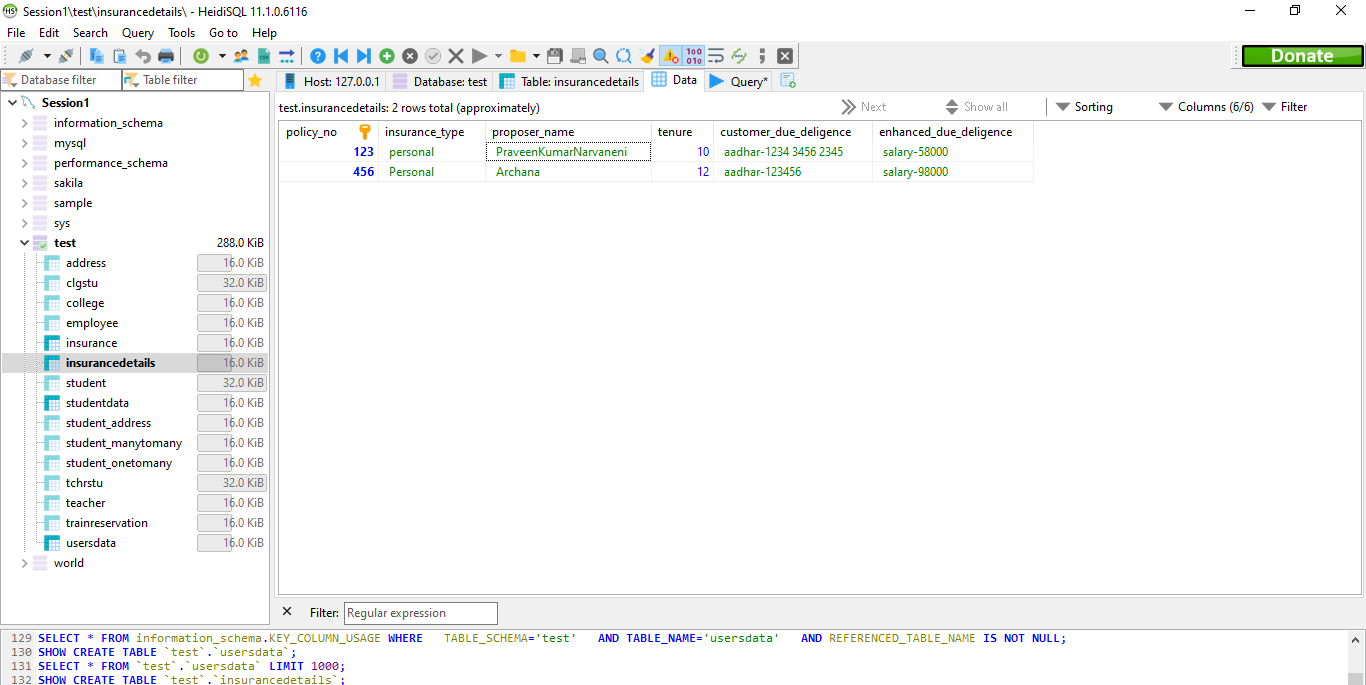 Session1\test\insurancedetails\ - HeidiSQL 11.1.0.6116
File Edit Search Query Tools Go to Help
Donate
Database filter Table filter Host: 127.0.0.1 Database: test Table: insurancedetails Data Query*
Session1
information_schema
mysql
performance_schema
sakila
sample
sys
test 288.0 KiB
address 16.0 KiB
clgstu 32.0 KiB
college 16.0 KiB
employee 16.0 KiB
insurance 16.0 KiB
insurancedetails 16.0 KiB
student 32.0 KiB
studentdata 16.0 KiB
student_address 16.0 KiB
student_manytomany 16.0 KiB
student_onetomany 16.0 KiB
tchrstu 32.0 KiB
teacher 16.0 KiB
trainreservation 16.0 KiB
usersdata 16.0 KiB
world
test.insurancedetails: 2 rows total (approximately) Next Show all Sorting Columns (6/6) Filter
policy_no insurance_type proposer_name tenure customer_due_deligence enhanced_due_deligence
123 personal PraveenKumarNarvaneni 10 aadhar-1234 3456 2345 salary-58000
456 Personal Archana 12 aadhar-123456 salary-98000
Filter: Regular expression
129 SELECT * FROM information_schema.KEY_COLUMN_USAGE WHERE TABLE_SCHEMA='test' AND TABLE_NAME='usersdata' AND REFERENCED_TABLE_NAME IS NOT NULL;
130 SHOW CREATE TABLE `test`.`usersdata`;
131 SELECT * FROM `test`.`usersdata` LIMIT 1000;
132 SHOW CREATE TABLE `test`.`insurancedetails`;